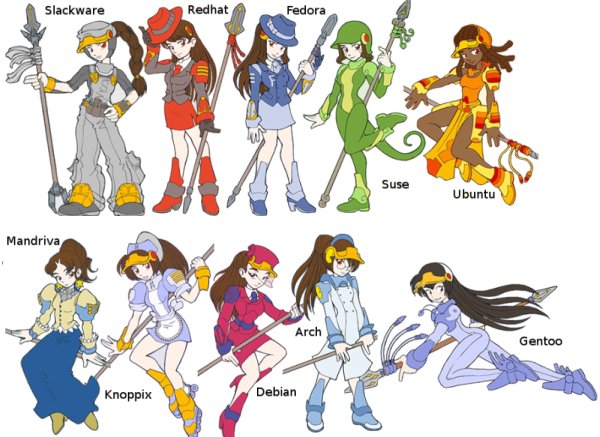 Slackware
Redhat
Fedora
Suse
Ubuntu
Mandriva
Knoppix
Debian
Arch
Gentoo